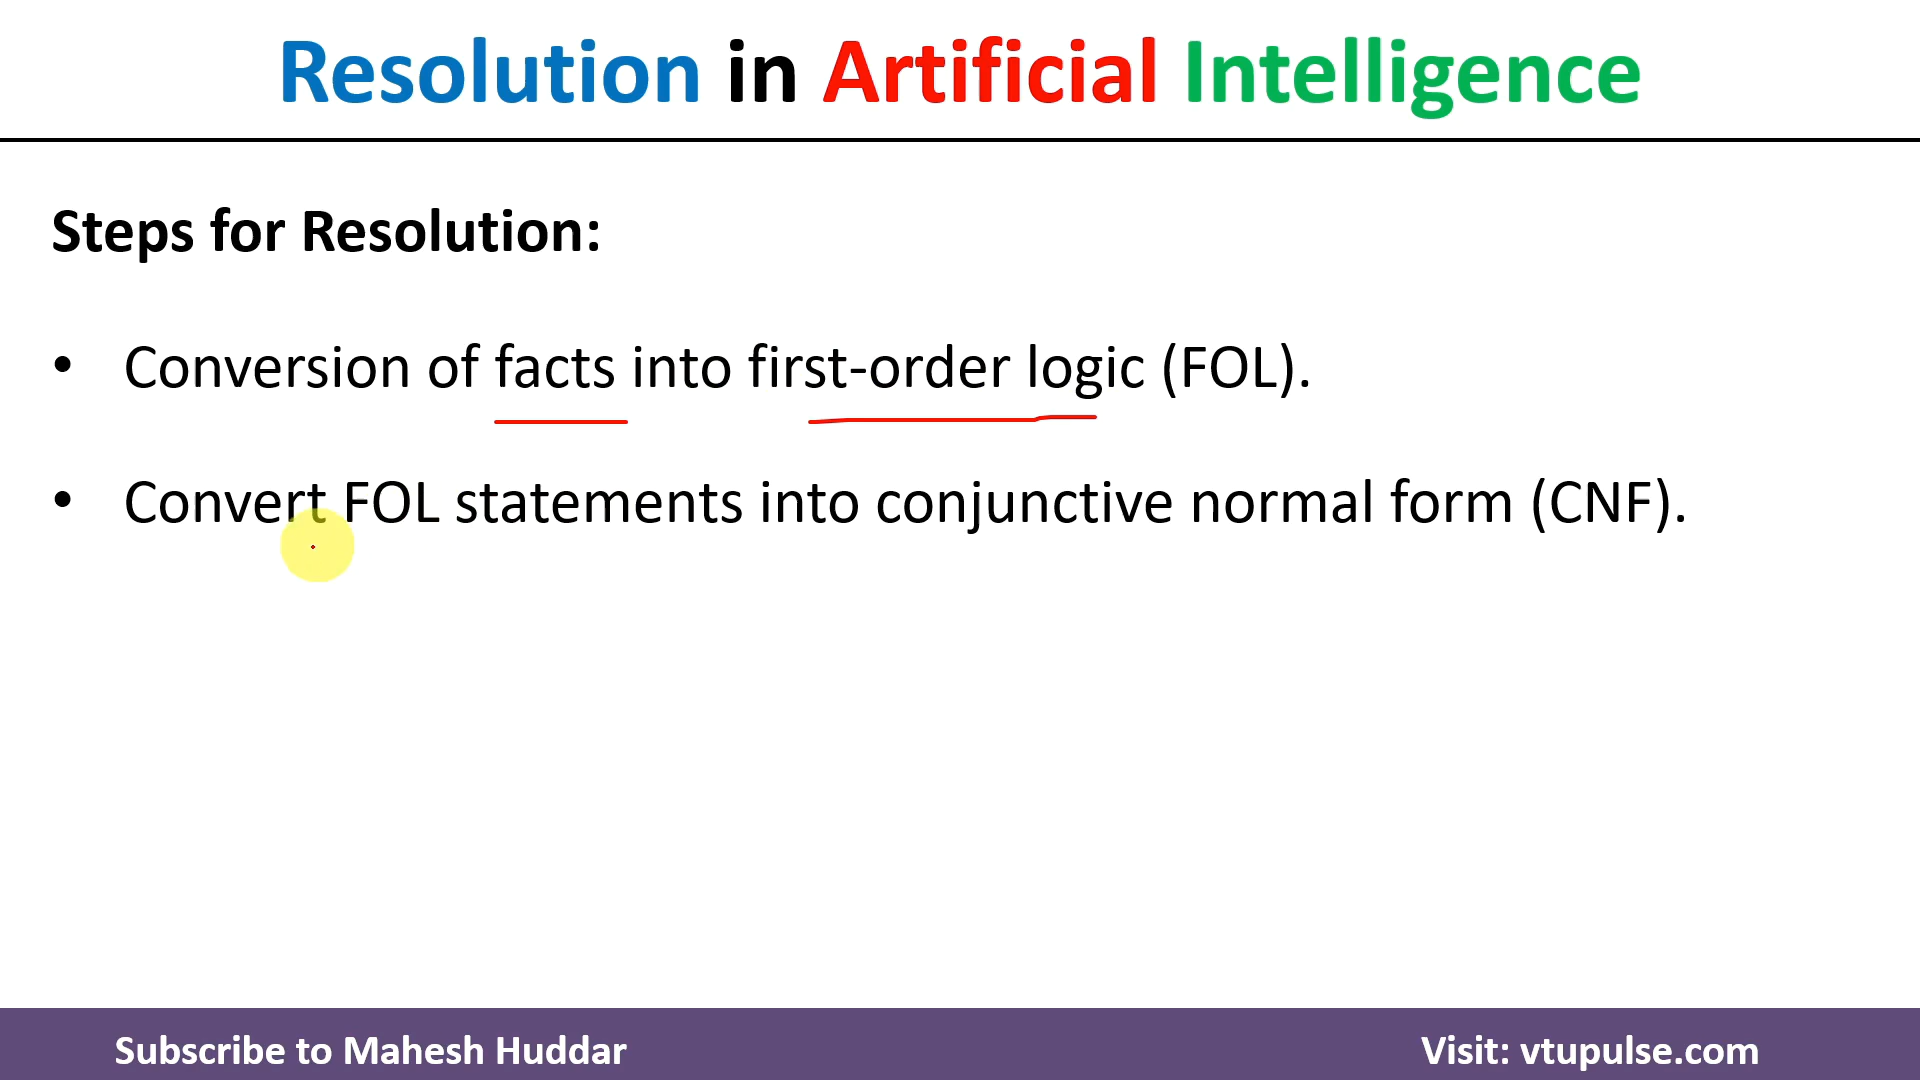 Resolution in Artificial Intelligence
Steps for Resolution:
• Conversion of facts into first-order logic (FOL).
• Convert FOL statements into conjunctive normal form (CNF).
Subscribe to Mahesh Huddar
Visit: vtupulse.com